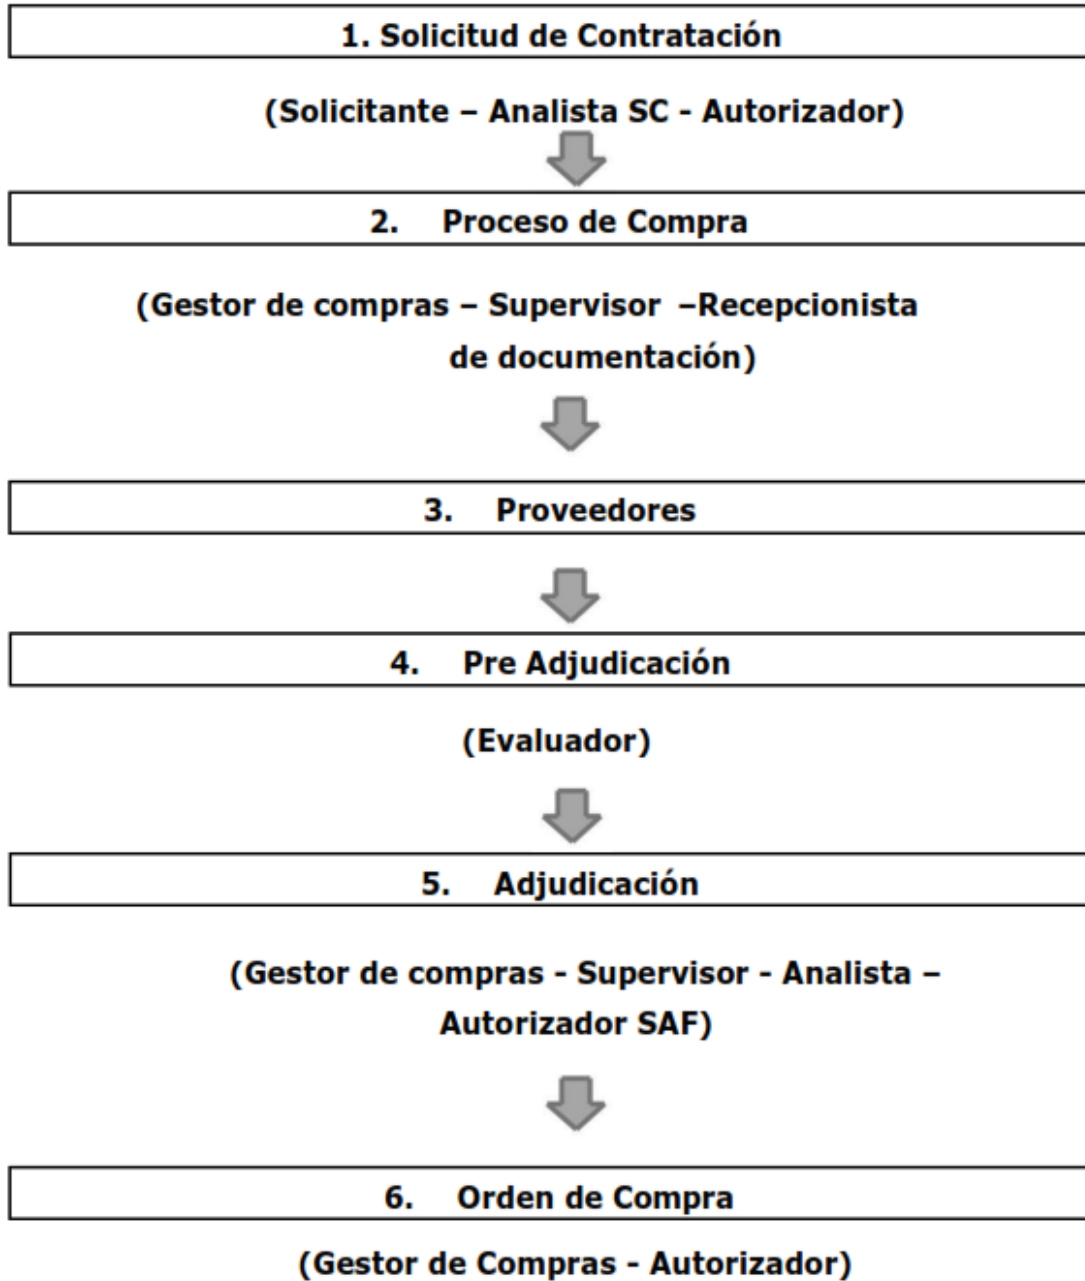 1. Solicitud de Contratación
(Solicitante – Analista SC - Autorizador)
2. Proceso de Compra
(Gestor de compras – Supervisor –Recepcionista
de documentación)
3. Proveedores
4. Pre Adjudicación
(Evaluador)
5. Adjudicación
(Gestor de compras - Supervisor - Analista –
Autorizador SAF)
6. Orden de Compra
(Gestor de Compras - Autorizador)